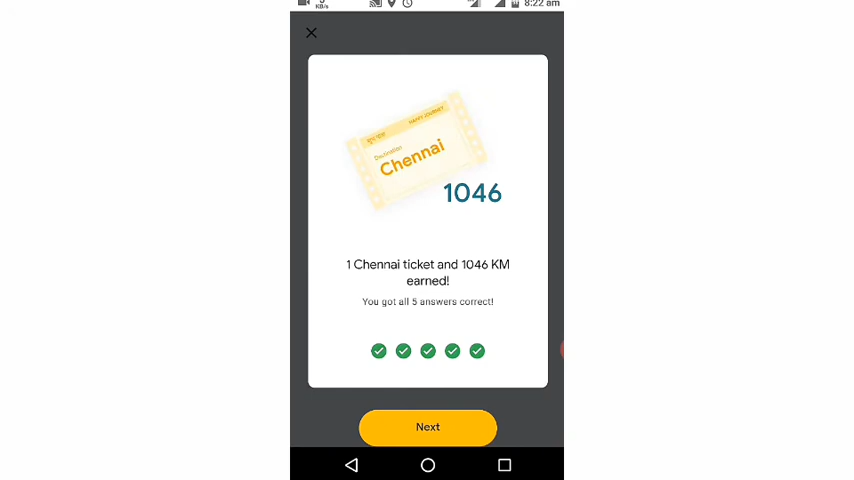 KB/s
8:22 am
शुभ यात्रा
HAPPY JOURNEY
Destination
Chennai
1046
1 Chennai ticket and 1046 KM
earned!
You got all 5 answers correct!
Next